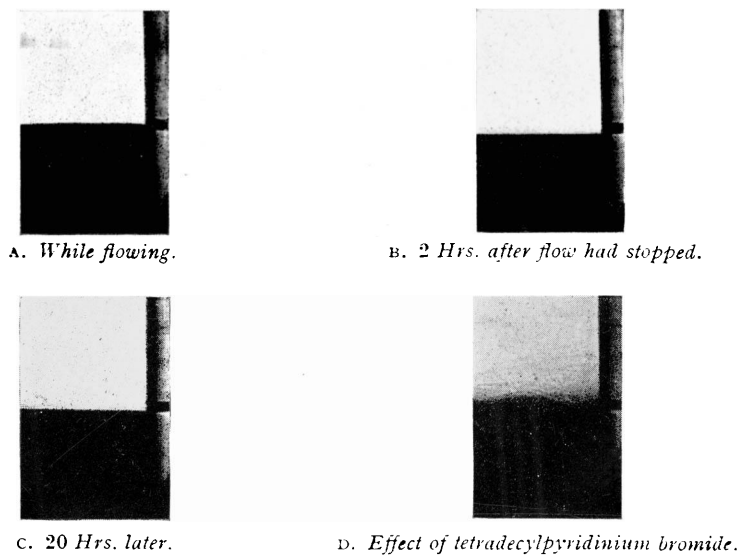 A. While flowing.
B. 2 Hrs. after flow had stopped.
C. 20 Hrs. later.
D. Effect of tetradecylpyridinium bromide.